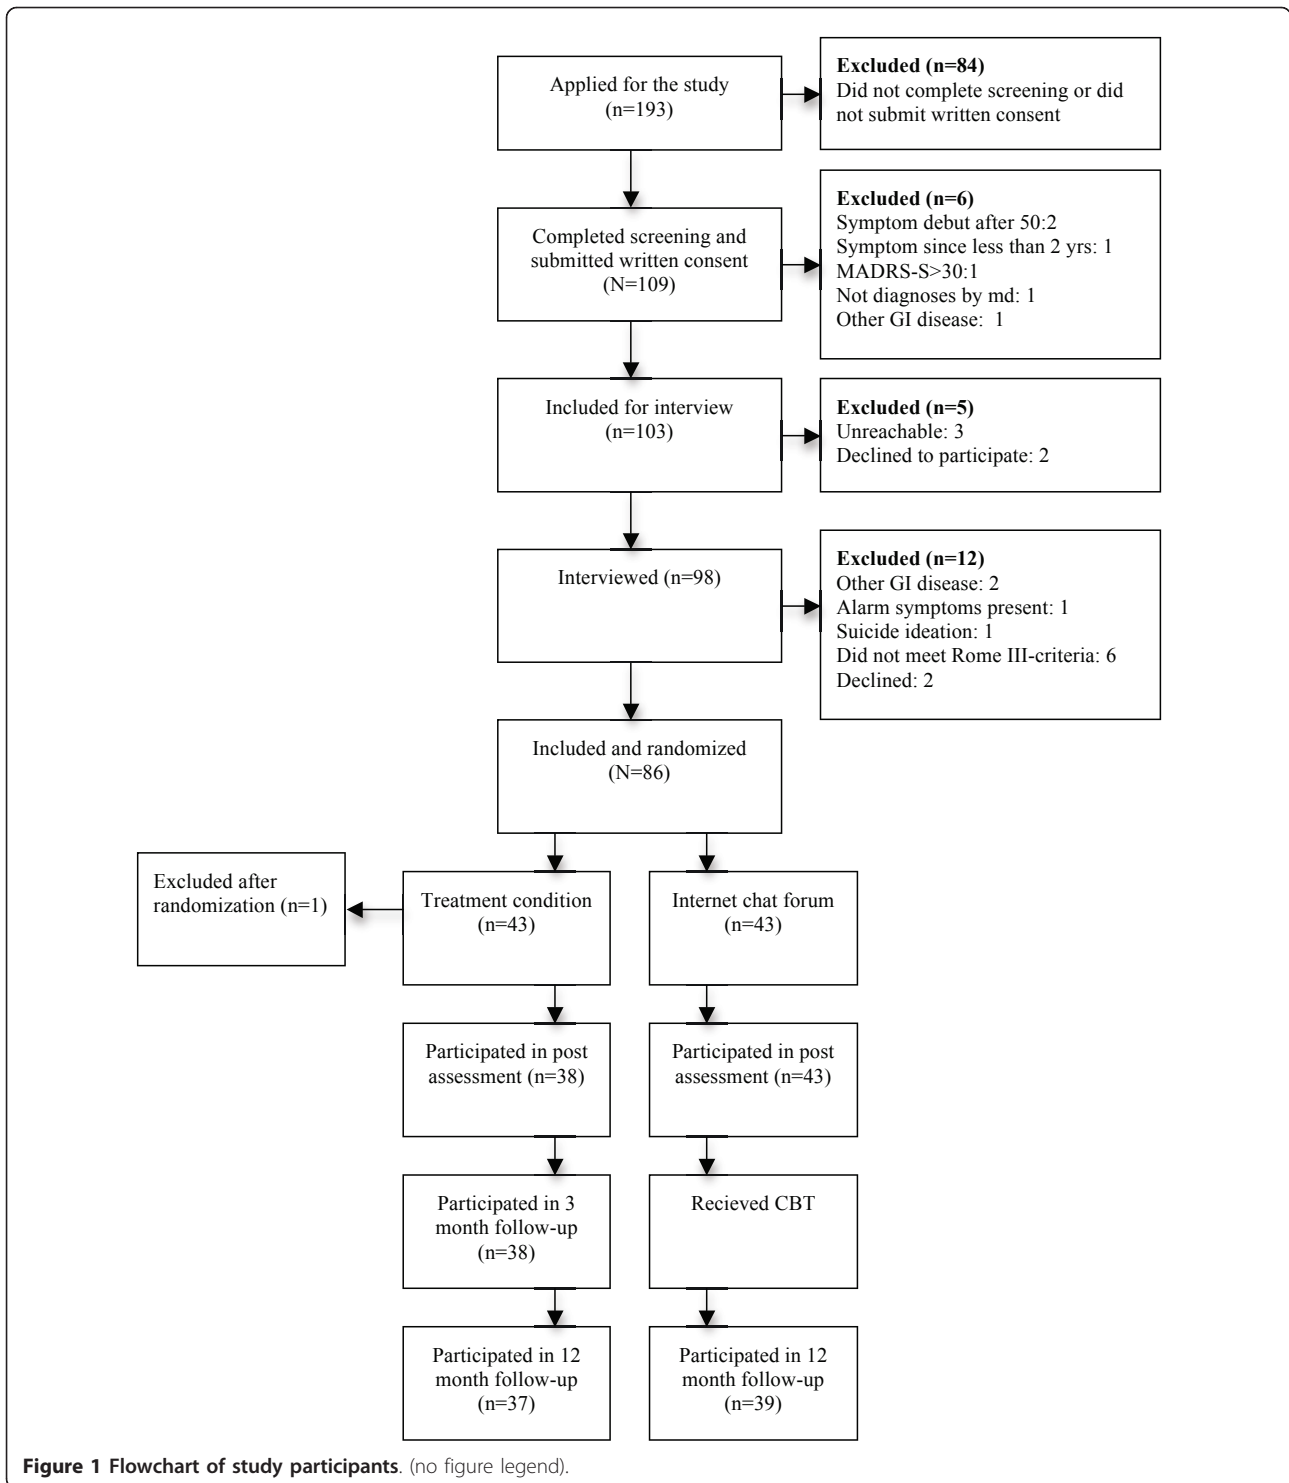 Applied for the study
(n=193)
Excluded (n=84)
Did not complete screening or did
not submit written consent
Completed screening and
submitted written consent
(N=109)
Excluded (n=6)
Symptom debut after 50:2
Symptom since less than 2 yrs: 1
MADRS-S>30:1
Not diagnoses by md: 1
Other GI disease:  1
Included for interview
(n=103)
Excluded (n=5)
Unreachable: 3
Declined to participate: 2
Interviewed (n=98)
Excluded (n=12)
Other GI disease: 2
Alarm symptoms present: 1
Suicide ideation: 1
Did not meet Rome III-criteria: 6
Declined: 2
Included and randomized
(N=86)
Excluded after
randomization (n=1)
Treatment condition
(n=43)
Internet chat forum
(n=43)
Participated in post
assessment (n=38)
Participated in post
assessment (n=43)
Participated in 3
month follow-up
(n=38)
Recieved CBT
Participated in 12
month follow-up
(n=37)
Participated in 12
month follow-up
(n=39)
Figure 1 Flowchart of study participants. (no figure legend).